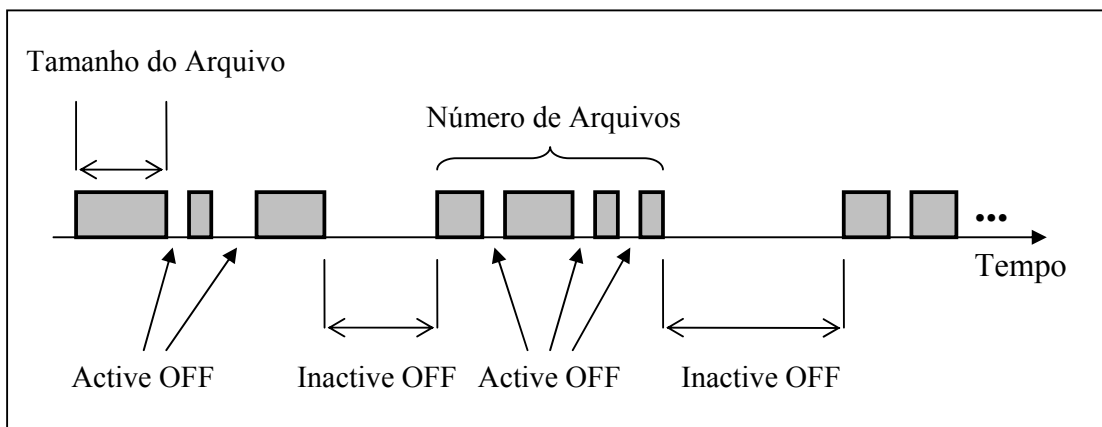 Tamanho do Arquivo
Número de Arquivos
...
Tempo
Active OFF
Inactive OFF
Active OFF
Inactive OFF